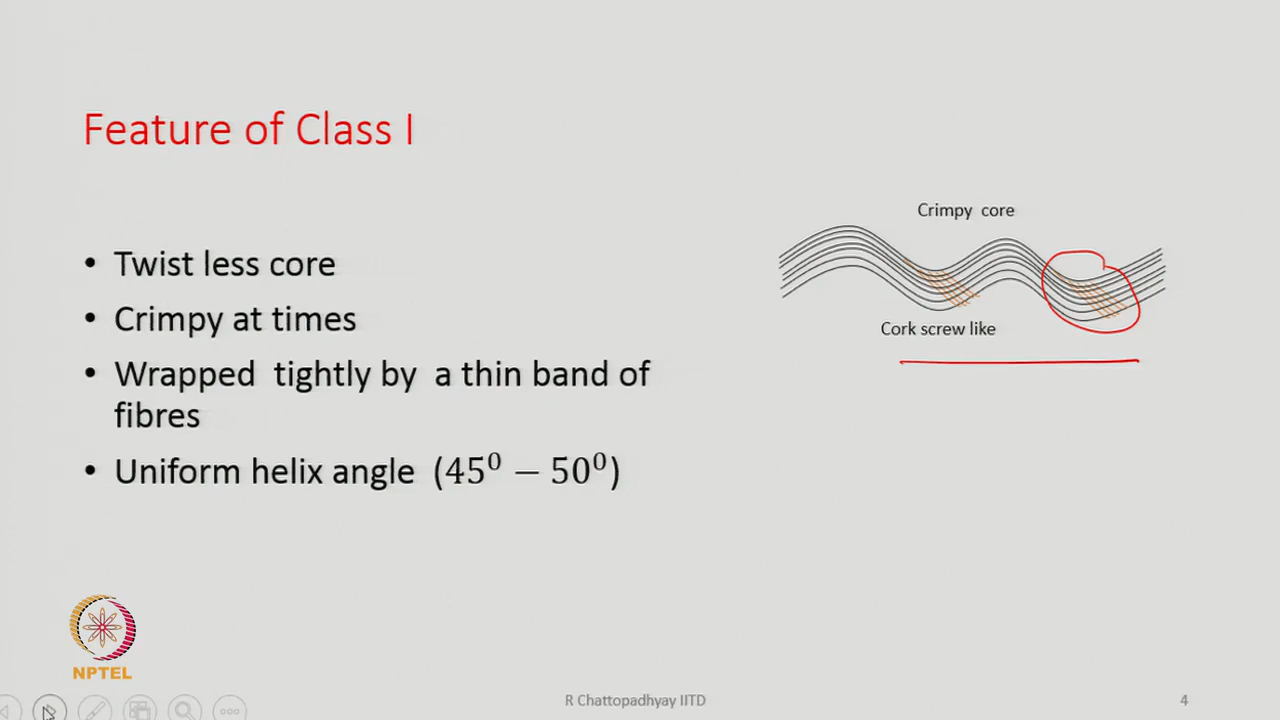 Feature of Class I
Crimpy core
• Twist less core
• Crimpy at times
Cork screw like
• Wrapped tightly by a thin band of
fibres
• Uniform helix angle (45⁰ − 50⁰)
NPTEL
R Chattopadhyay IITD
4